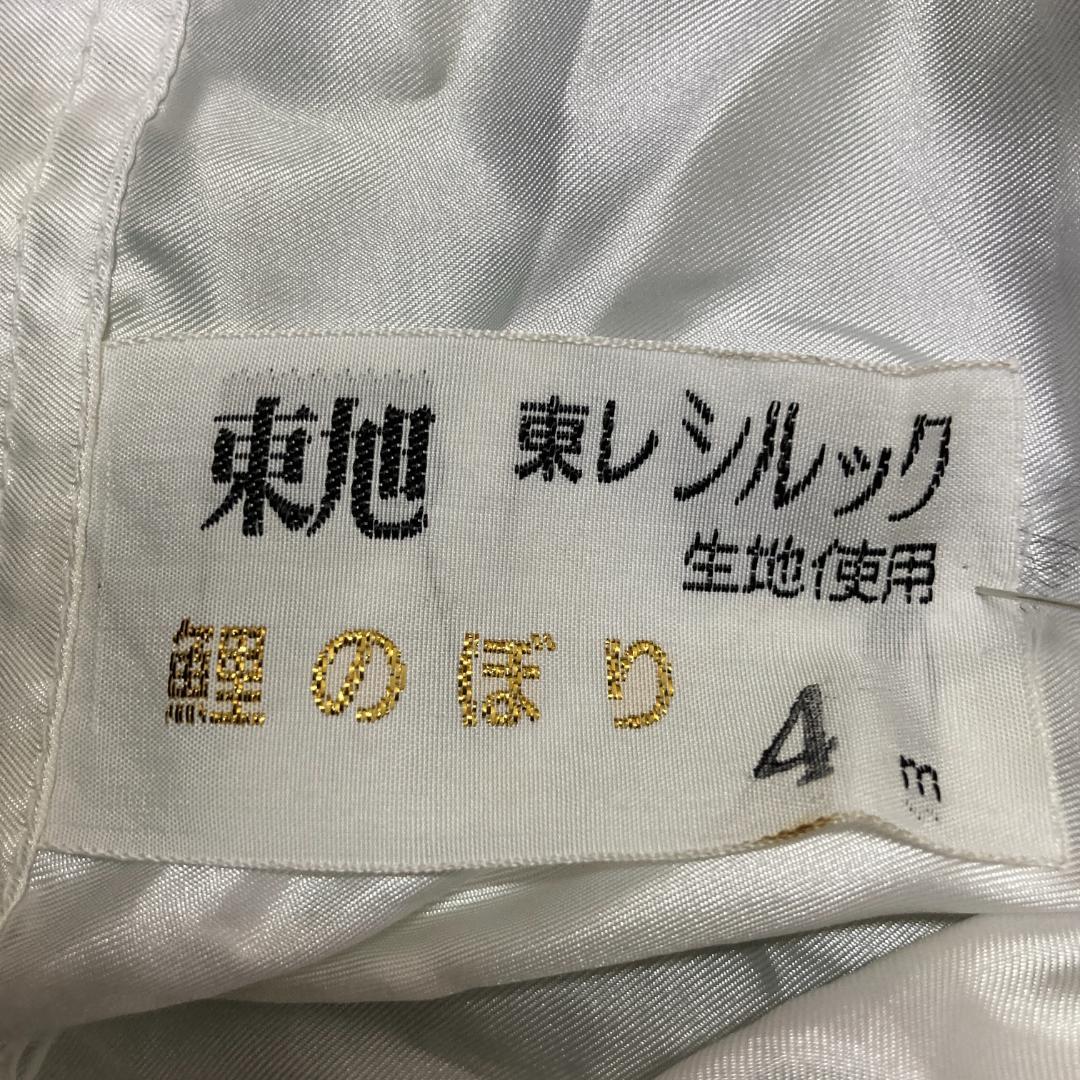 東旭 東レシルック
生地使用
鯉のぼり
4 m